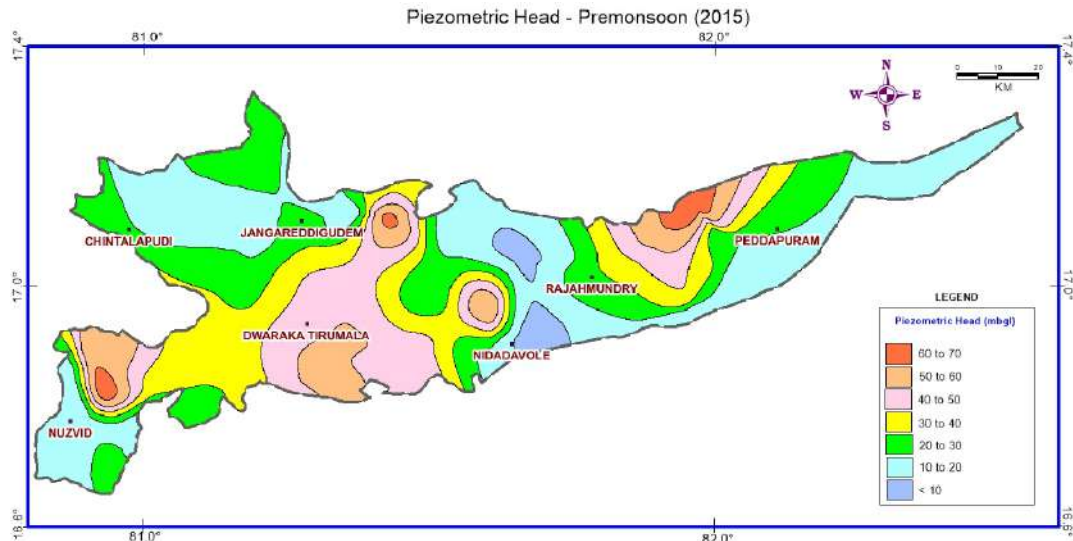 Piezometric Head - Premonsoon (2015)
81.0°
82.0°
17.4°
17.4°
N
W
E
S
0 10 20
KM
CHINTALAPUDI
JANGAREDDIGUDEM
PEDDAPURAM
17.0°
17.0°
RAJAHMUNDRY
DWARAKA TIRUMALA
NIDADAVOLE
NUZVID
LEGEND
Piezometric Head (mbgl)
60 to 70
50 to 60
40 to 50
30 to 40
20 to 30
10 to 20
< 10
16.6°
16.6°
81.0°
82.0°